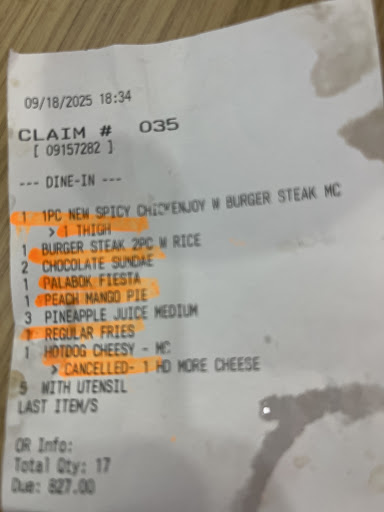 09/18/2025 18:34
CLAIM # 035
[ 09157282 ]
--- DINE-IN ---
1 1PC NEW SPICY CHICKENJOY W BURGER STEAK MC
> 1 THIGH
1 BURGER STEAK 2PC W RICE
2 CHOCOLATE SUNDAE
1 PALABOK FIESTA
1 PEACH MANGO PIE
3 PINEAPPLE JUICE MEDIUM
1 REGULAR FRIES
1 HOTDOG CHEESY - MC
> CANCELLED- 1 HD MORE CHEESE
5 WITH UTENSIL
LAST ITEM/S
OR Info:
Total Qty: 17
Due: 827.00